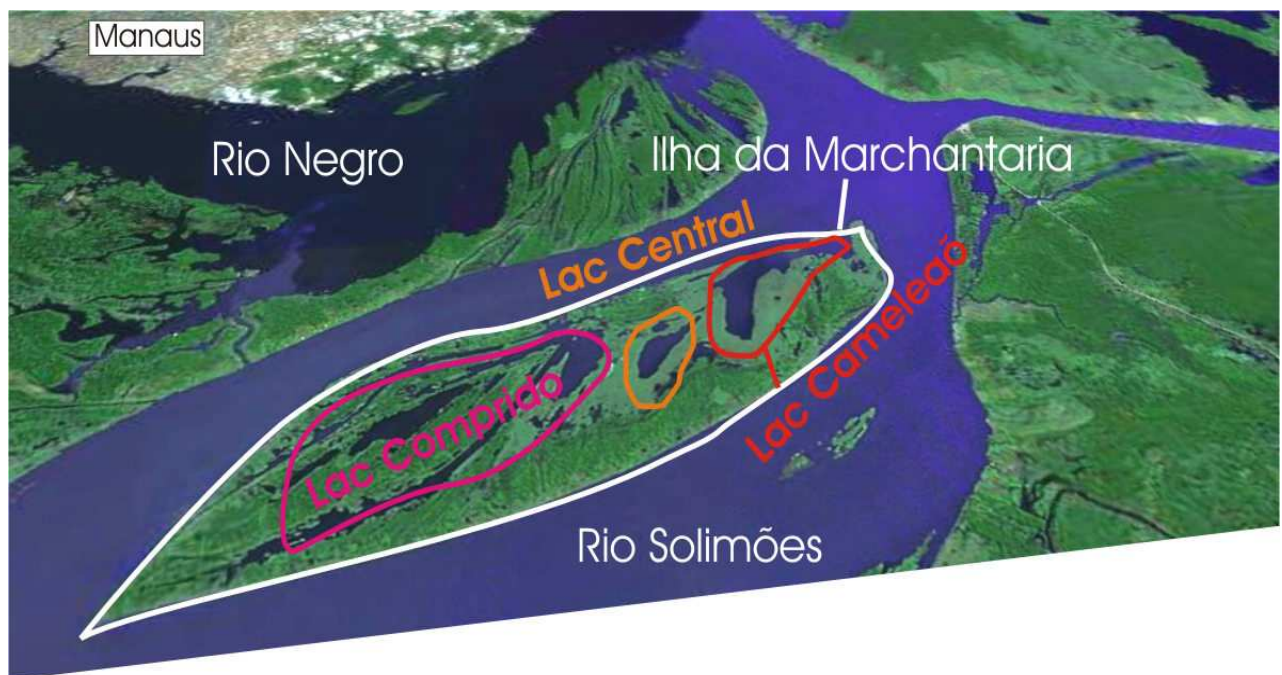 Manaus
Rio Negro
Ilha da Marchantaria
Lac Central
Lac Cameleaõ
Lac Comprido
Rio Solimões